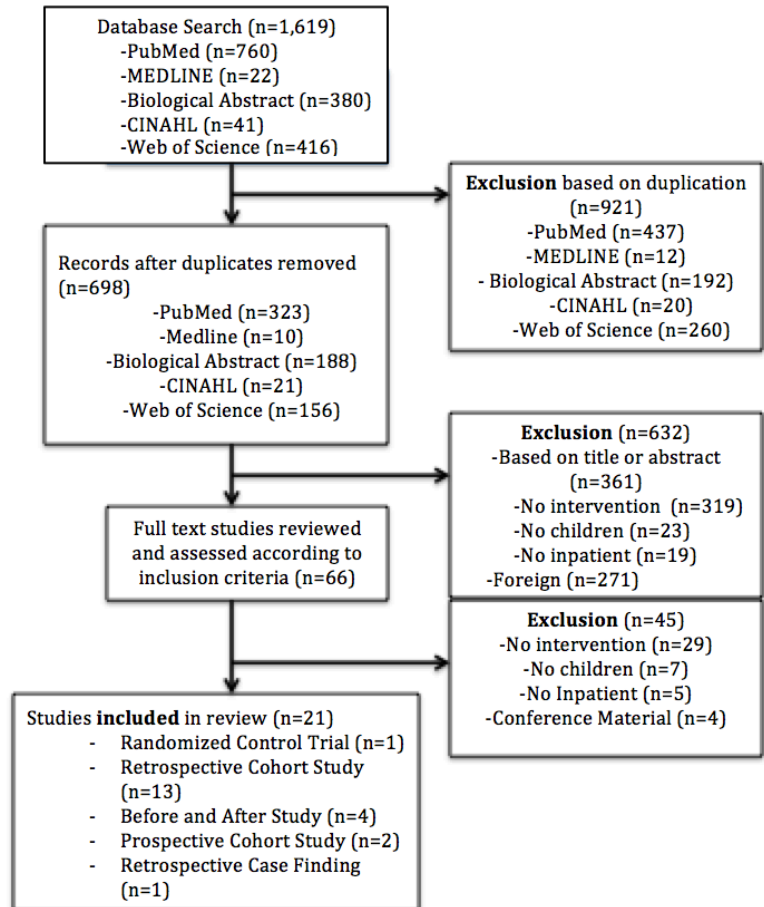 Database Search (n=1,619)
-PubMed (n=760)
-MEDLINE (n=22)
-Biological Abstract (n=380)
-CINAHL (n=41)
-Web of Science (n=416)
Exclusion based on duplication
(n=921)
-PubMed (n=437)
-MEDLINE (n=12)
- Biological Abstract (n=192)
-CINAHL (n=20)
-Web of Science (n=260)
Records after duplicates removed
(n=698)
-PubMed (n=323)
-Medline (n=10)
-Biological Abstract (n=188)
-CINAHL (n=21)
-Web of Science (n=156)
Exclusion (n=632)
-Based on title or abstract
(n=361)
-No intervention (n=319)
-No children (n=23)
-No inpatient (n=19)
-Foreign (n=271)
Full text studies reviewed
and assessed according to
inclusion criteria (n=66)
Exclusion (n=45)
-No intervention (n=29)
-No children (n=7)
-No Inpatient (n=5)
-Conference Material (n=4)
Studies included in review (n=21)
- Randomized Control Trial (n=1)
- Retrospective Cohort Study
(n=13)
- Before and After Study (n=4)
- Prospective Cohort Study (n=2)
- Retrospective Case Finding
(n=1)